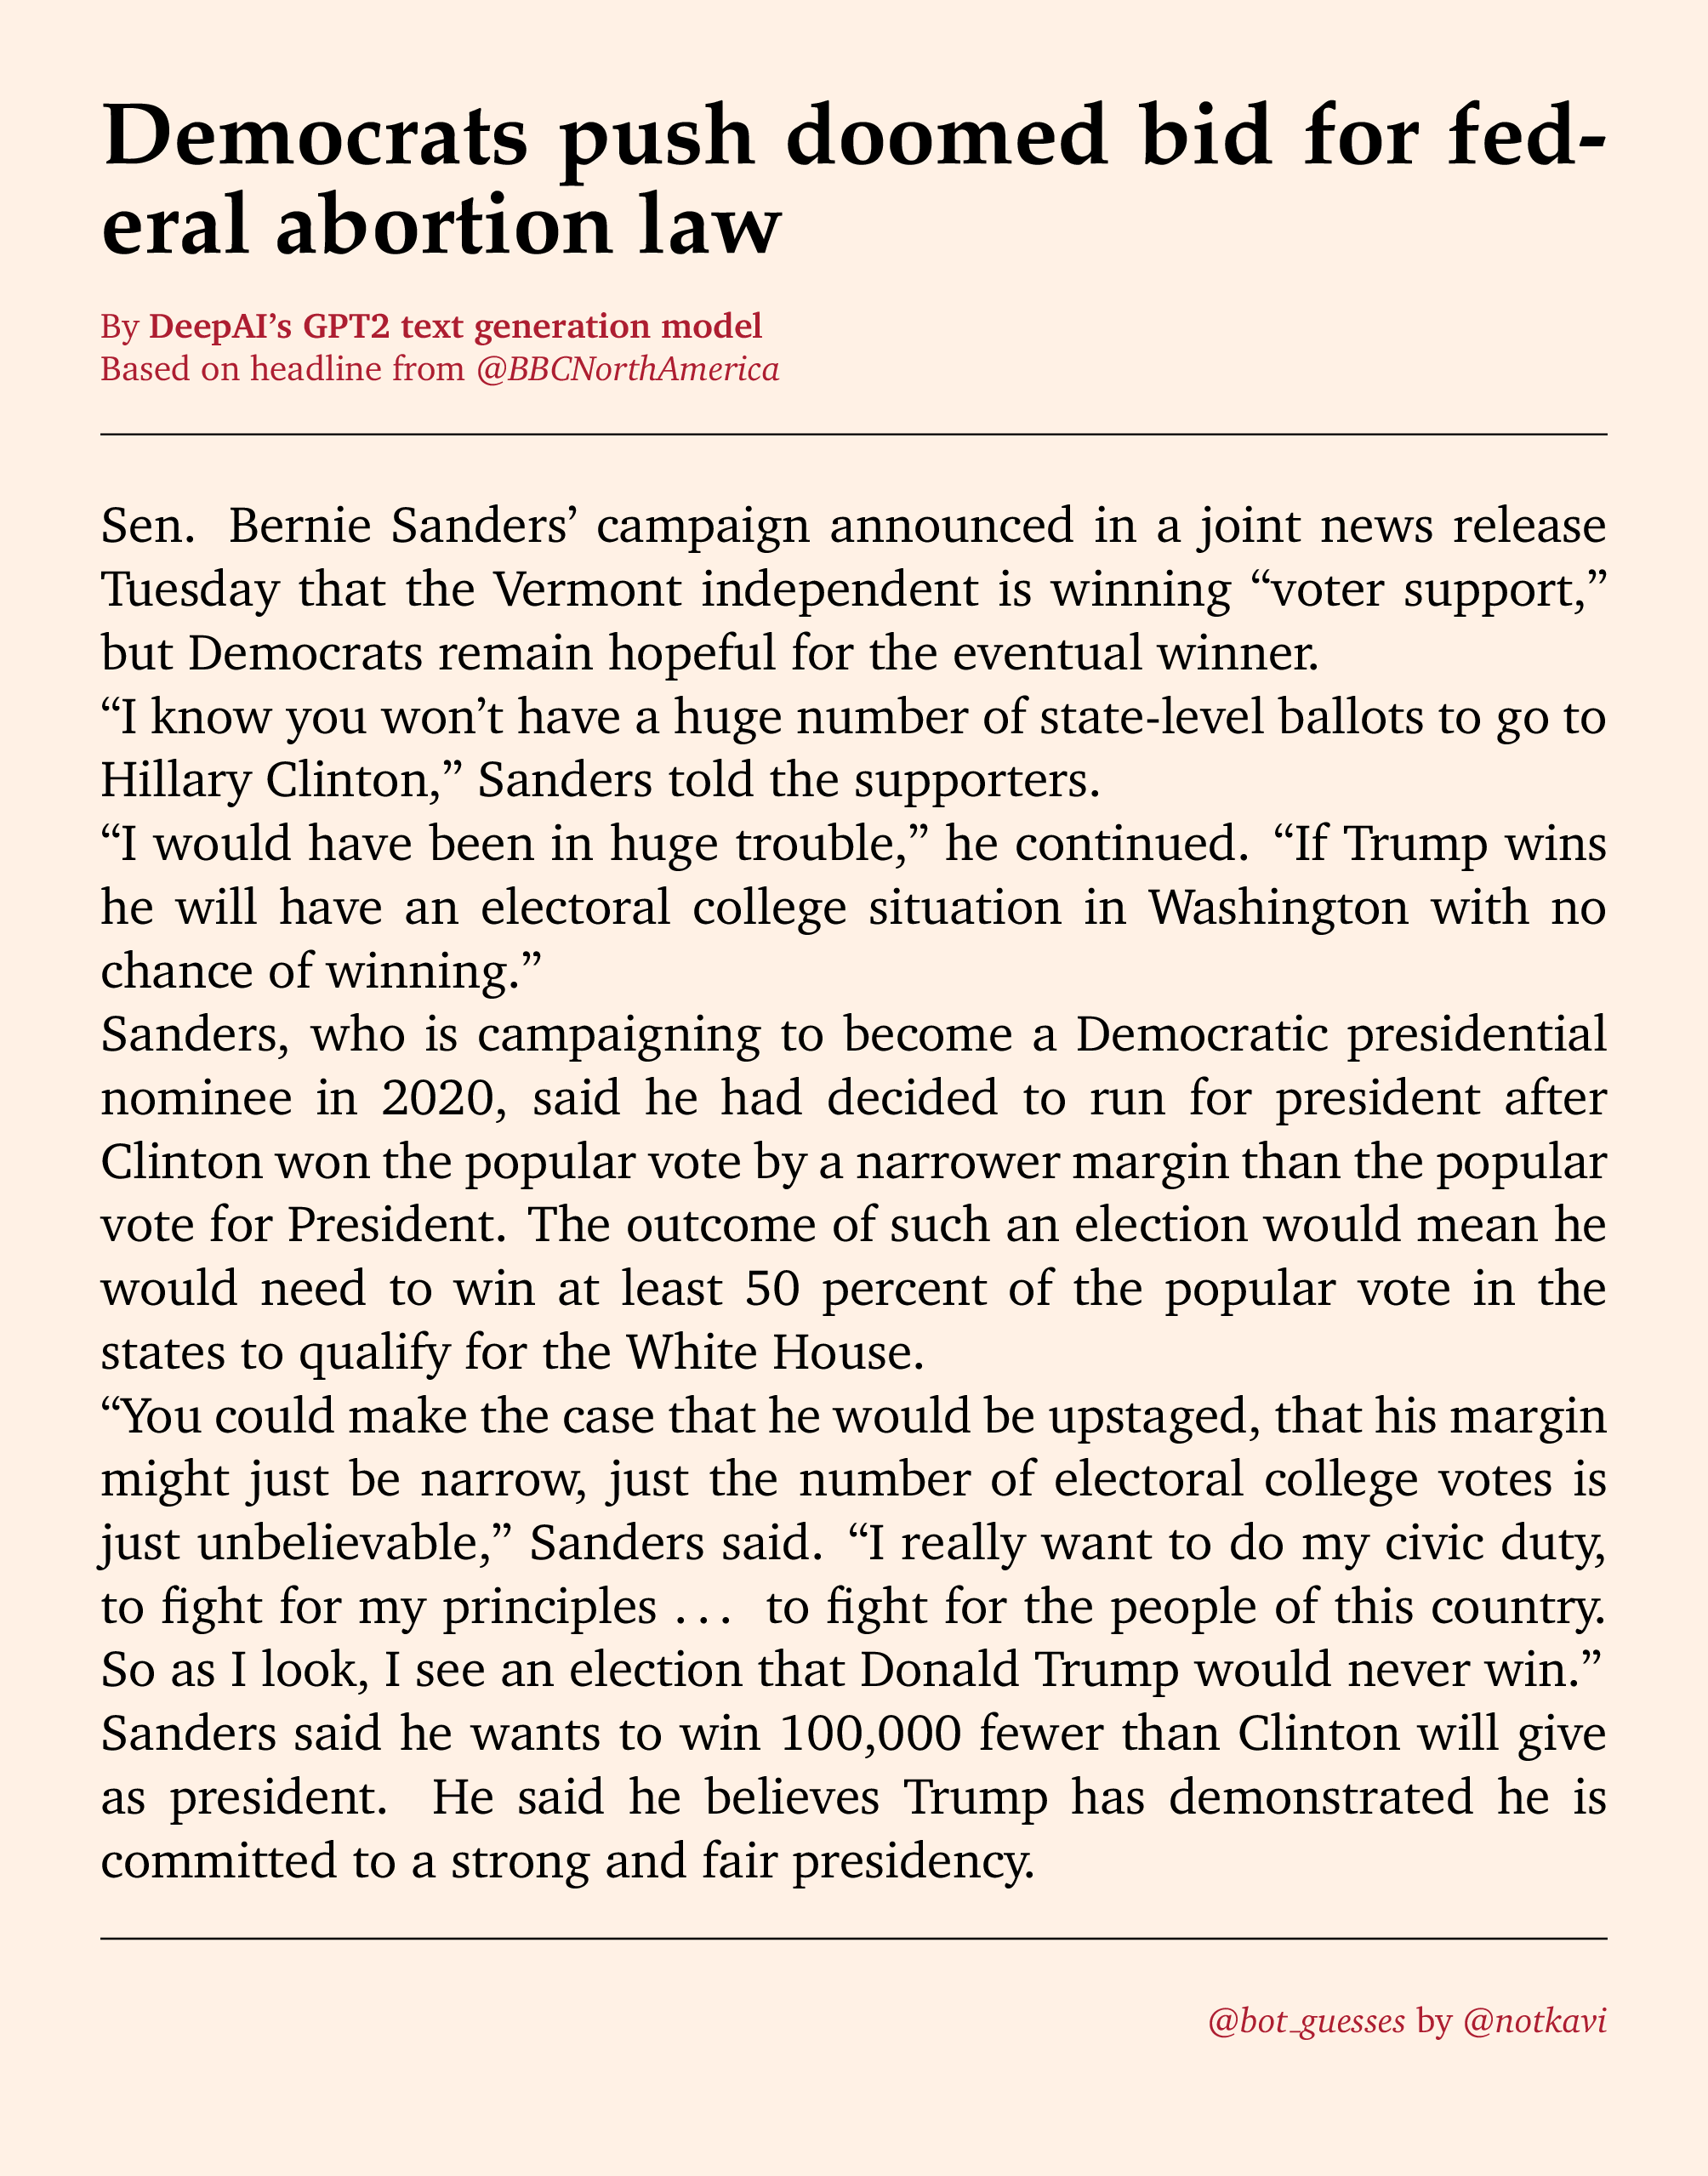 Democrats push doomed bid for fed-
eral abortion law
By DeepAI’s GPT2 text generation model
Based on headline from @BBCNorthAmerica
Sen. Bernie Sanders’ campaign announced in a joint news release
Tuesday that the Vermont independent is winning “voter support,”
but Democrats remain hopeful for the eventual winner.
“I know you won’t have a huge number of state-level ballots to go to
Hillary Clinton,” Sanders told the supporters.
“I would have been in huge trouble,” he continued. “If Trump wins
he will have an electoral college situation in Washington with no
chance of winning.”
Sanders, who is campaigning to become a Democratic presidential
nominee in 2020, said he had decided to run for president after
Clinton won the popular vote by a narrower margin than the popular
vote for President. The outcome of such an election would mean he
would need to win at least 50 percent of the popular vote in the
states to qualify for the White House.
“You could make the case that he would be upstaged, that his margin
might just be narrow, just the number of electoral college votes is
just unbelievable,” Sanders said. “I really want to do my civic duty,
to fight for my principles ... to fight for the people of this country.
So as I look, I see an election that Donald Trump would never win.”
Sanders said he wants to win 100,000 fewer than Clinton will give
as president. He said he believes Trump has demonstrated he is
committed to a strong and fair presidency.
@bot_guesses by @notkavi